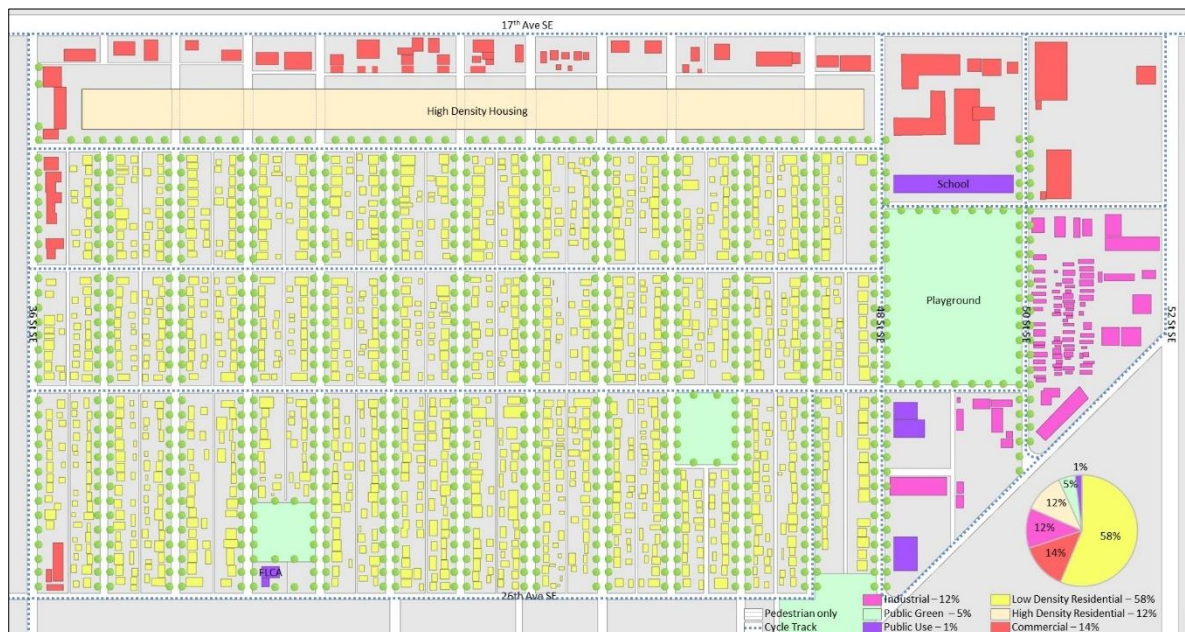 17th Ave SE
High Density Housing
School
Playground
36 St SE
48 St SE
50 St SE
52 St SE
FLCA
26th Ave SE
1%
5%
12%
12%
14%
58%
Pedestrian only
Cycle Track
Industrial – 12%
Public Green – 5%
Public Use – 1%
Low Density Residential – 58%
High Density Residential – 12%
Commercial – 14%